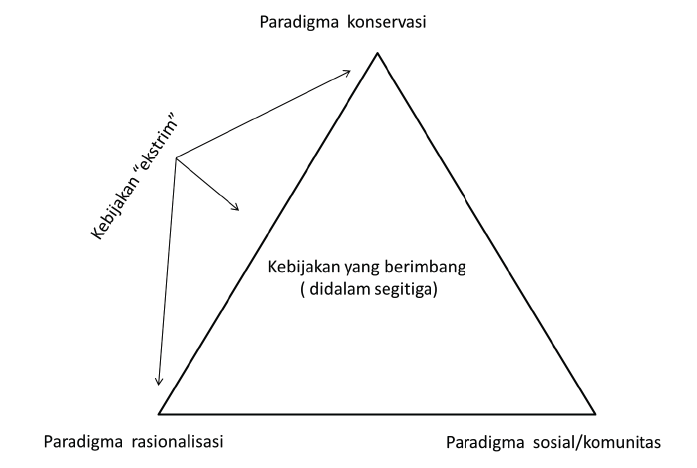 Paradigma konservasi
Kebijakan “ekstrim”
Kebijakan yang berimbang
( didalam segitiga)
Paradigma rasionalisasi
Paradigma sosial/komunitas